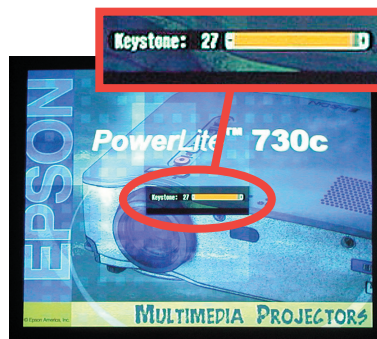 Keystone: 27
EPSON
PowerLite™ 730c
Keystone: 27
MULTIMEDIA PROJECTORS
© Epson America, Inc.